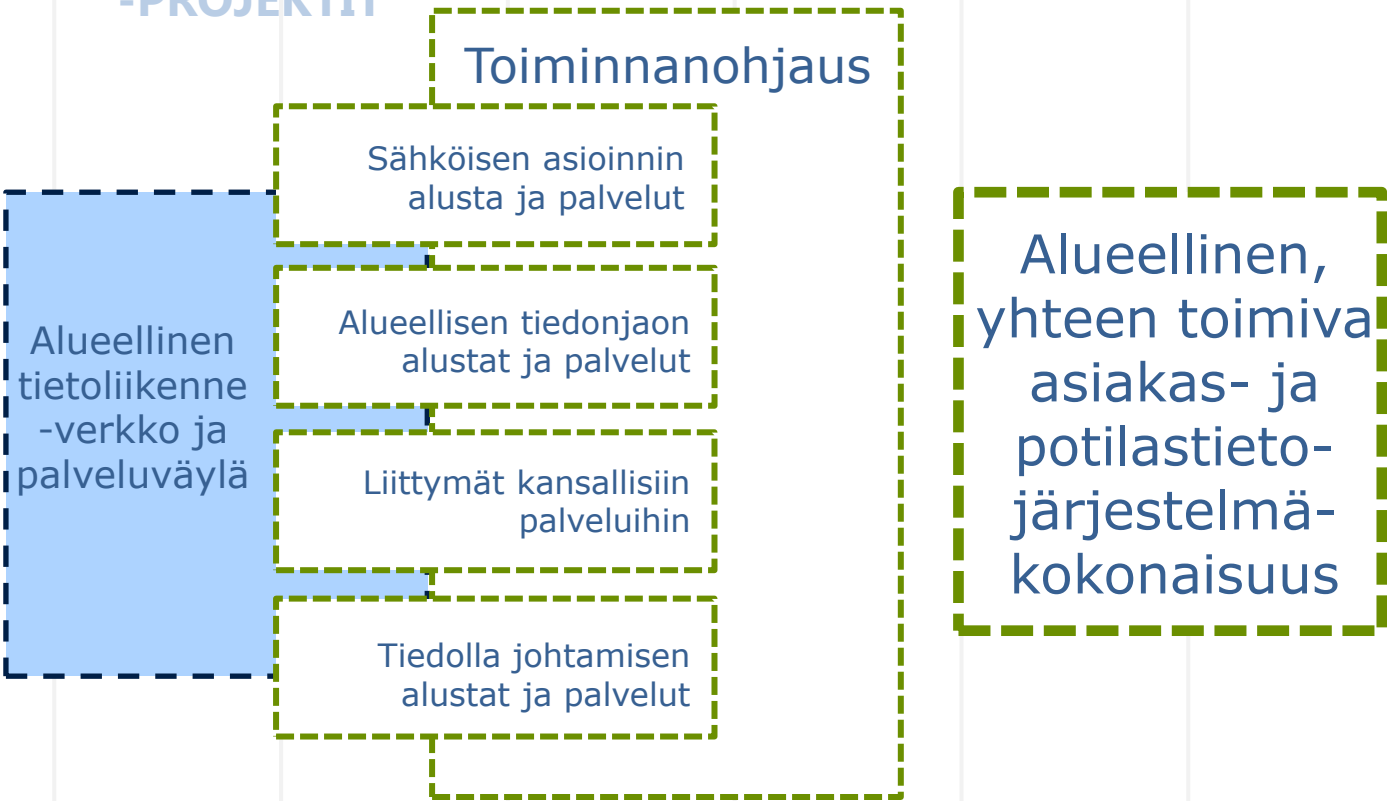 -PROJEKTIT
Toiminnanohjaus
Sähköisen asioinnin
alusta ja palvelut
Alueellisen tiedonjaon
alustat ja palvelut
Liittymät kansallisiin
palveluihin
Tiedolla johtamisen
alustat ja palvelut
Alueellinen
tietoliikenne
-verkko ja
palveluväylä
Alueellinen,
yhteen toimiva
asiakas- ja
potilastieto-
järjestelmä-
kokonaisuus